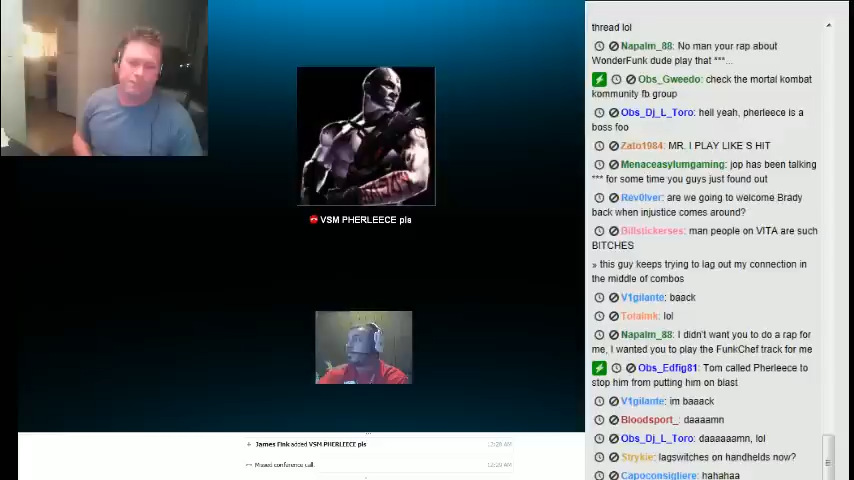 VSM PHERLEECE pls
James Fink added VSM PHERLEECE pls
Missed conference call.
thread lol
Napalm_88: No man your rap about
WonderFunk dude play that ***...
Obs_Gweedo: check the mortal kombat
kommunity fb group
Obs_Dj_L_Toro: hell yeah, pherleece is a
boss foo
Zato1984: MR. I PLAY LIKE S HIT
Menaceasylumgaming: jop has been talking
*** for some time you guys just found out
Rev0lver: are we going to welcome Brady
back when injustice comes around?
Billstickerses: man people on VITA are such
BITCHES
» this guy keeps trying to lag out my connection in
the middle of combos
V1gilante: baack
lol
Napalm_88: I didn't want you to do a rap for
me, I wanted you to play the FunkChef track for me
Obs_Edfig81: Tom called Pherleece to
stop him from putting him on blast
V1gilante: im baaack
Bloodsport_: daaaamn
Obs_Dj_L_Toro: daaaaaamn, lol
Strykie: lagswitches on handhelds now?
Capoconsigliere: hahahaa